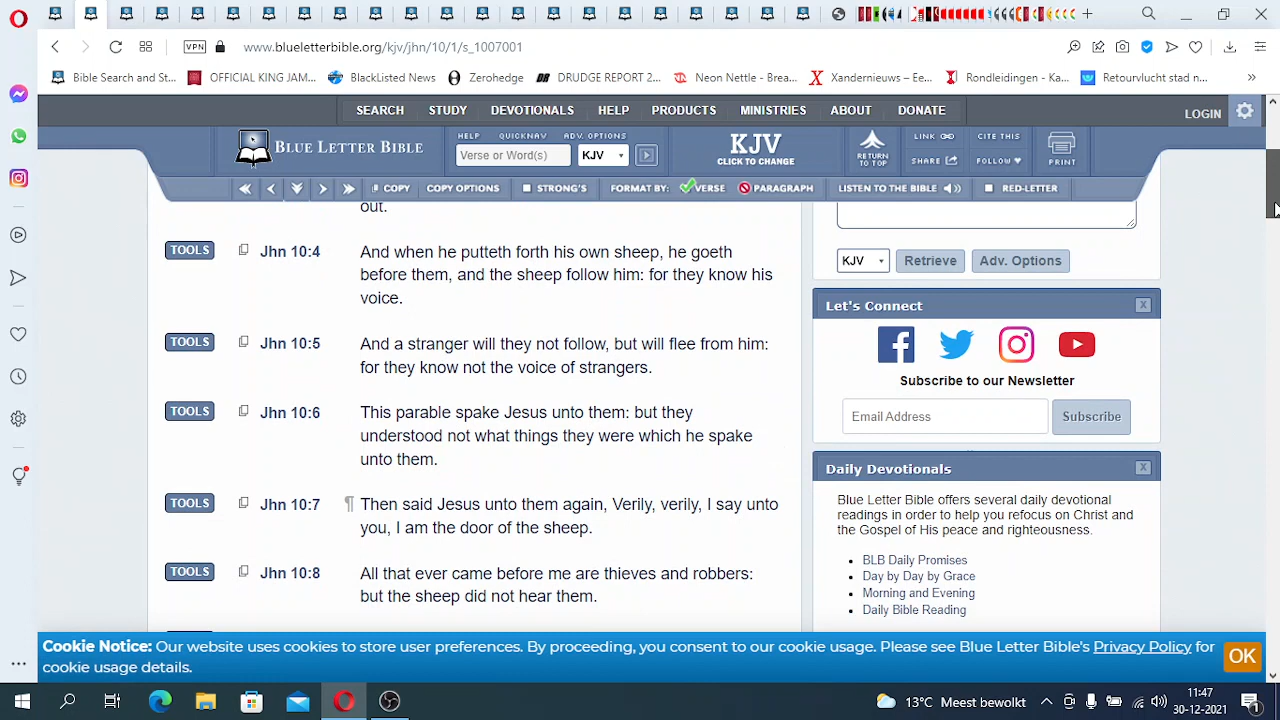 www.blueletterbible.org/kjv/jhn/10/1/s_1007001
VPN
Bible Search and St...
OFFICIAL KING JAM...
BlackListed News
Zerohedge
DRUDGE REPORT 2...
Neon Nettle - Brea...
Xandernieuws – Ee...
Rondleidingen - Ka...
Retourvlucht stad n...
SEARCH STUDY DEVOTIONALS HELP PRODUCTS MINISTRIES ABOUT DONATE
LOGIN
BLUE LETTER BIBLE
HELP QUICKNAV ADV. OPTIONS
Verse or Word(s)
KJV
KJV
CLICK TO CHANGE
RETURN
TO TOP
LINK
CITE THIS
SHARE
FOLLOW
PRINT
COPY COPY OPTIONS STRONG'S FORMAT BY: VERSE PARAGRAPH LISTEN TO THE BIBLE RED-LETTER
out.
TOOLS Jhn 10:4 And when he putteth forth his own sheep, he goeth
before them, and the sheep follow him: for they know his
voice.
TOOLS Jhn 10:5 And a stranger will they not follow, but will flee from him:
for they know not the voice of strangers.
TOOLS Jhn 10:6 This parable spake Jesus unto them: but they
understood not what things they were which he spake
unto them.
TOOLS Jhn 10:7 ¶ Then said Jesus unto them again, Verily, verily, I say unto
you, I am the door of the sheep.
TOOLS Jhn 10:8 All that ever came before me are thieves and robbers:
but the sheep did not hear them.
KJV Retrieve Adv. Options
Let's Connect X
Subscribe to our Newsletter
Email Address Subscribe
Daily Devotionals X
Blue Letter Bible offers several daily devotional
readings in order to help you refocus on Christ and
the Gospel of His peace and righteousness.
BLB Daily Promises
Day by Day by Grace
Morning and Evening
Daily Bible Reading
Cookie Notice: Our website uses cookies to store user preferences. By proceeding, you consent to our cookie usage. Please see Blue Letter Bible's Privacy Policy for
cookie usage details.
OK
13°C Meest bewolkt
11:47
30-12-2021
1